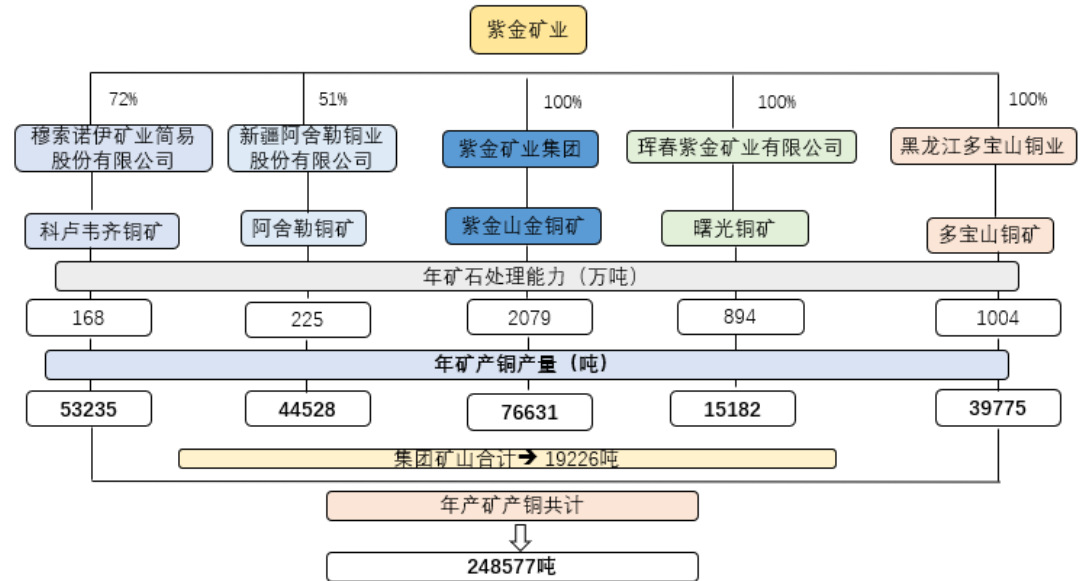 紫金矿业
72%
51%
100%
100%
100%
穆索诺伊矿业简易
股份有限公司
新疆阿舍勒铜业
股份有限公司
紫金矿业集团
珲春紫金矿业有限公司
黑龙江多宝山铜业
科卢韦齐铜矿
阿舍勒铜矿
紫金山金铜矿
曙光铜矿
多宝山铜矿
年矿石处理能力（万吨）
168
225
2079
894
1004
年矿产铜产量（吨）
53235
44528
76631
15182
39775
集团矿山合计➔ 19226吨
年产矿产铜共计
248577吨